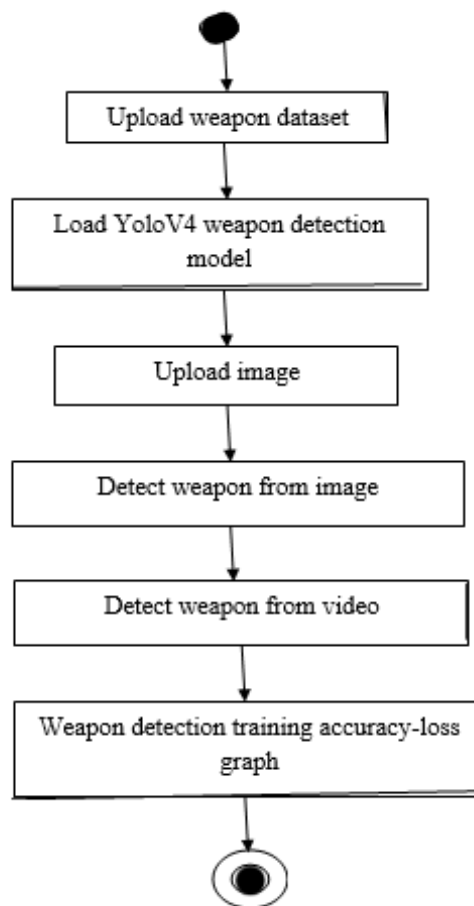 Upload weapon dataset
Load YoloV4 weapon detection
model
Upload image
Detect weapon from image
Detect weapon from video
Weapon detection training accuracy-loss
graph